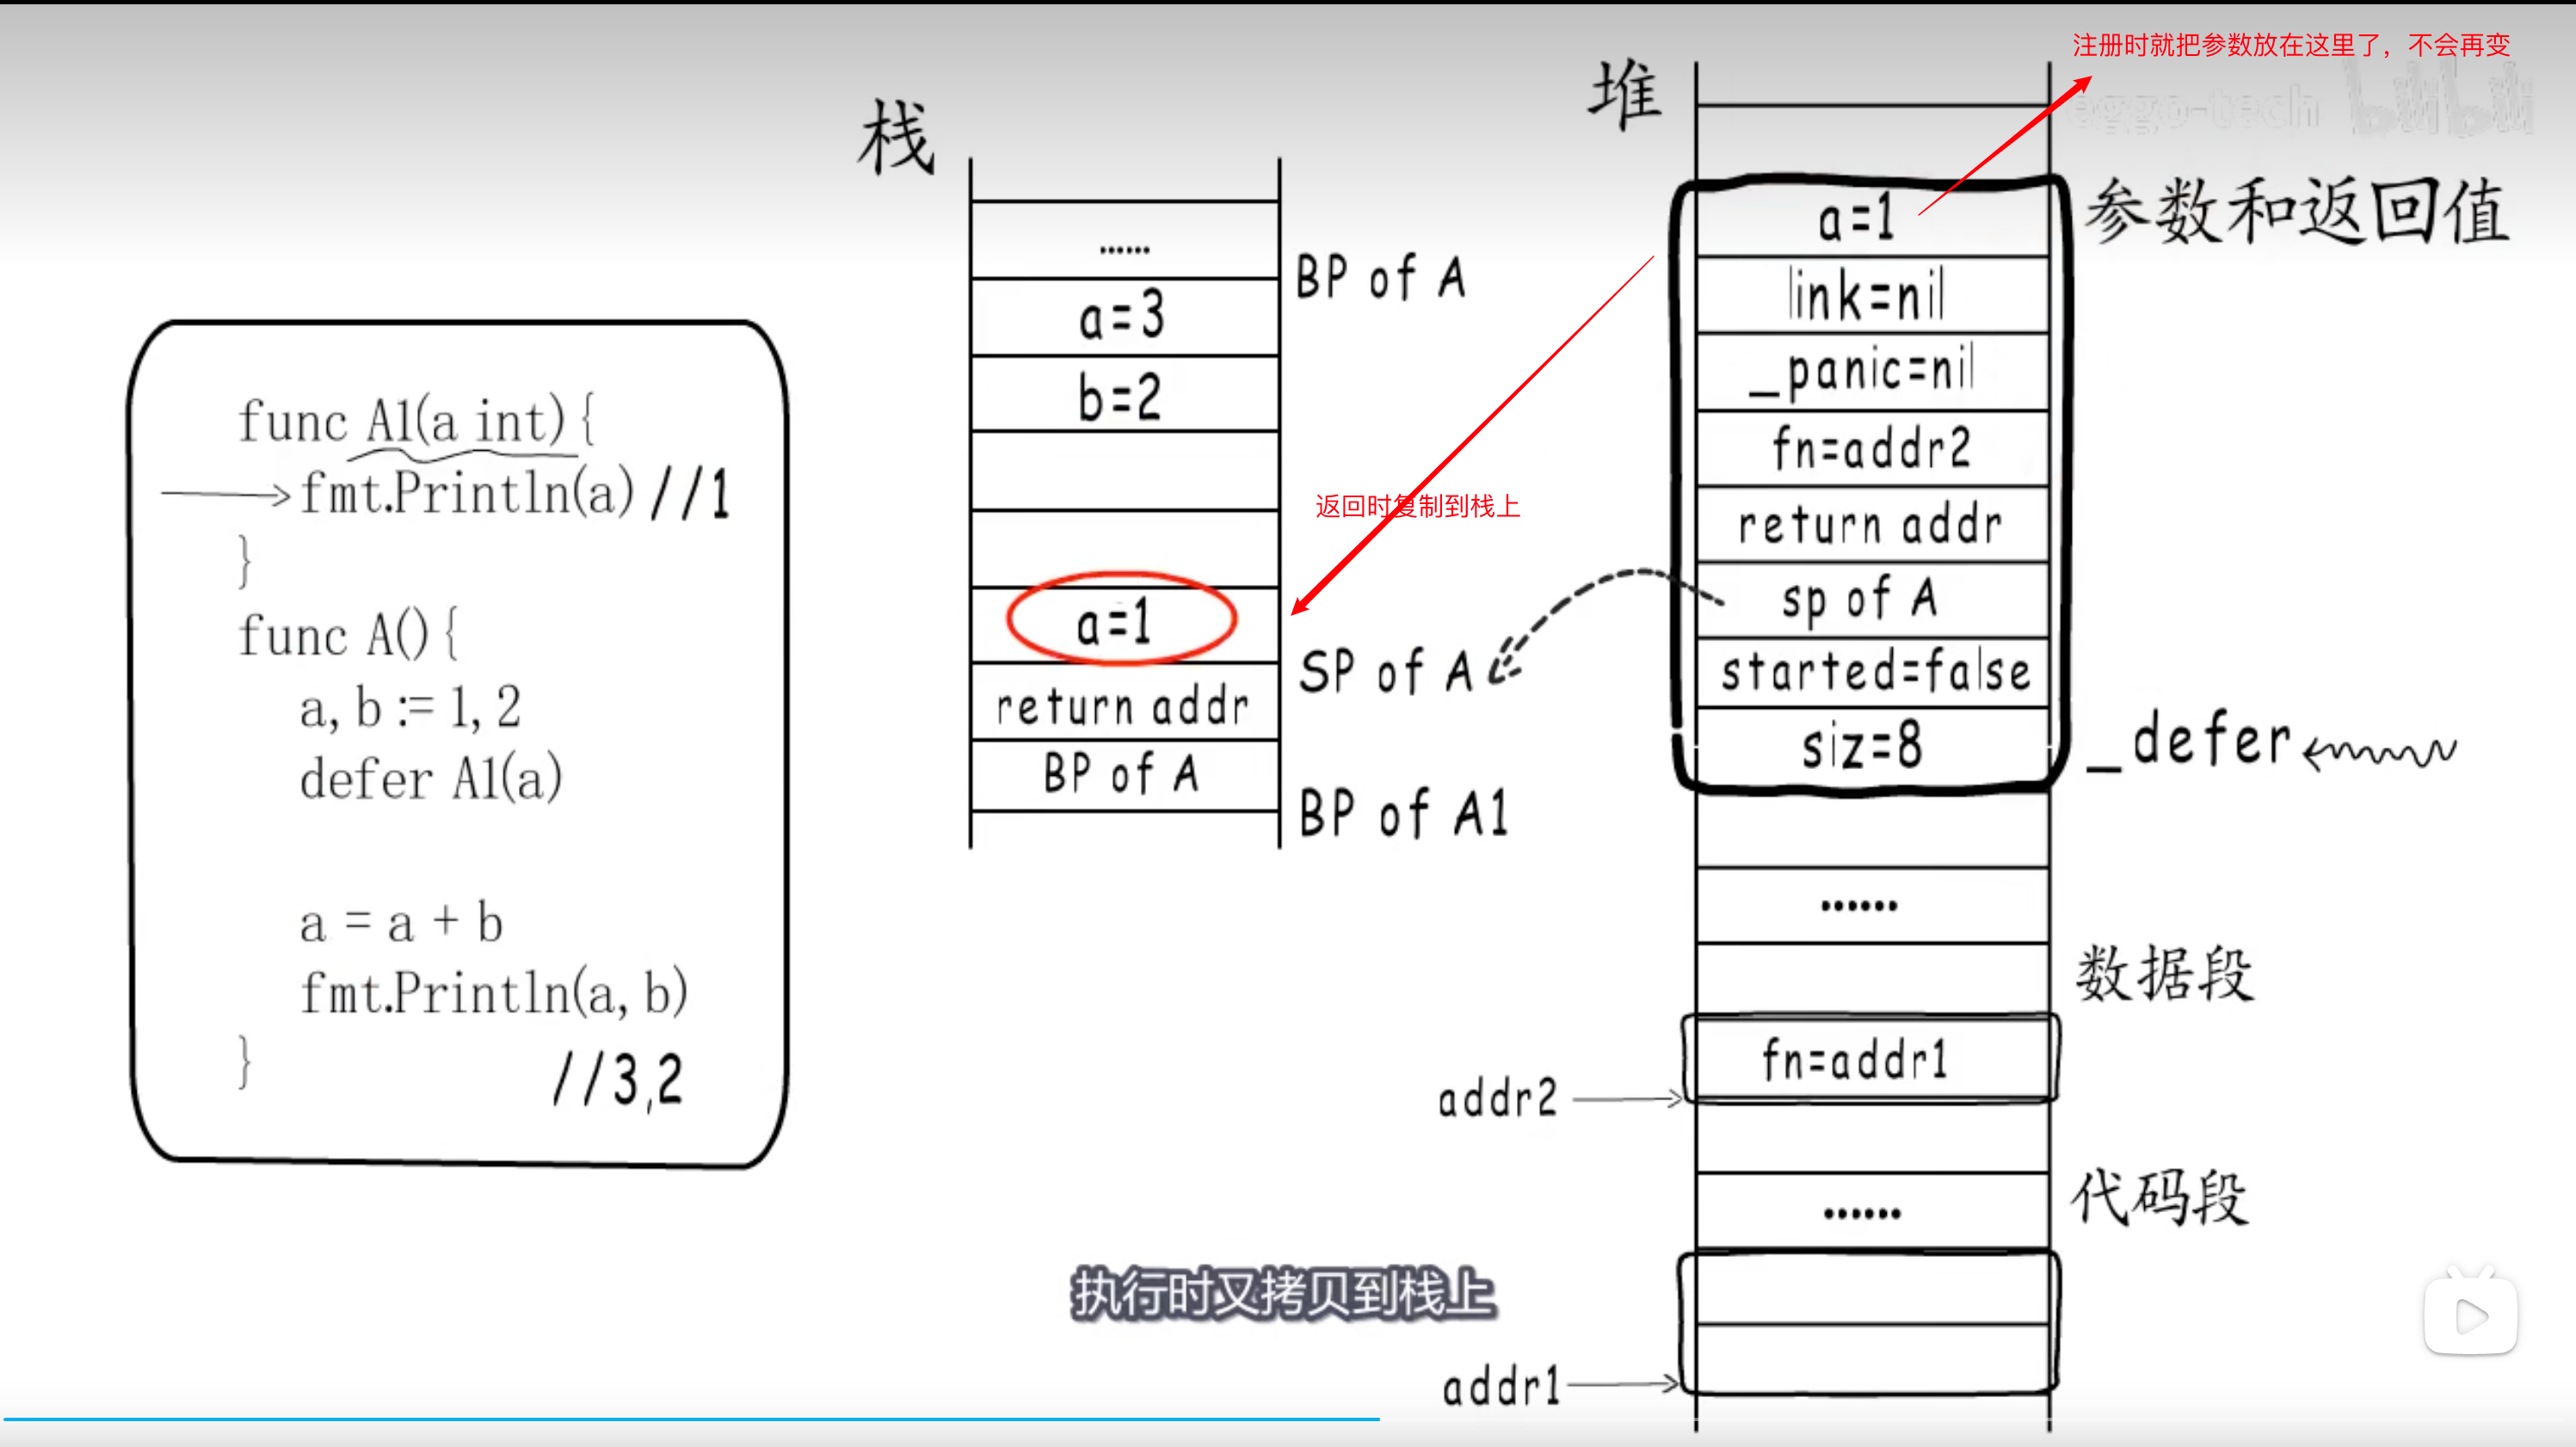 注册时就把参数放在这里了，不会再变
eggo-tech bilibili
栈
堆
func A1(a int){
fmt.Println(a) //1
}
func A(){
a, b := 1, 2
defer A1(a)
a = a + b
fmt.Println(a, b)
}
//3,2
......
BP of A
a=3
b=2
a=1
SP of A
return addr
BP of A
BP of A1
返回时复制到栈上
a=1
参数和返回值
link=nil
_panic=nil
fn=addr2
return addr
sp of A
started=false
siz=8
_defer
......
数据段
fn=addr1
addr2
代码段
......
addr1
执行时又拷贝到栈上